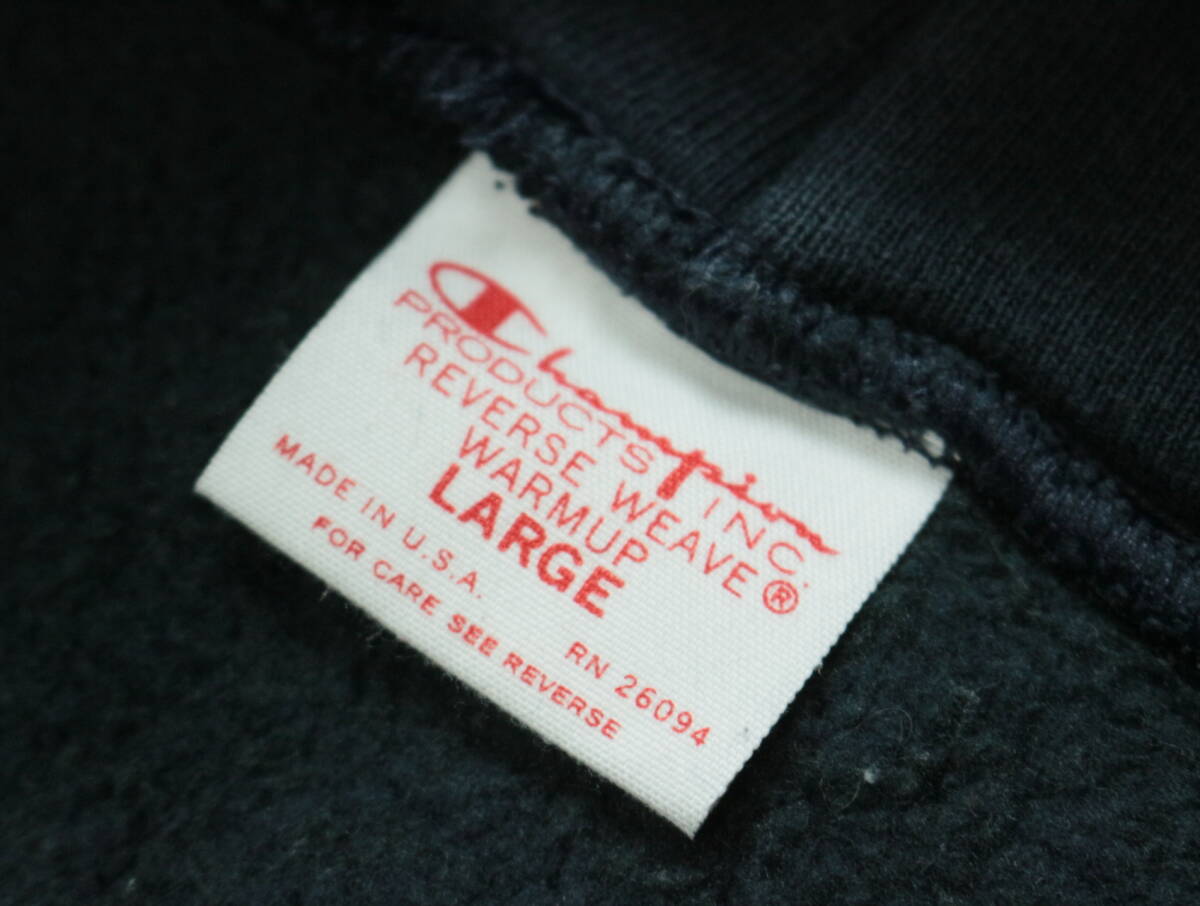 Champion
PRODUCTS INC.
REVERSE WEAVE ®
WARMUP
LARGE
MADE IN U.S.A.
RN 26094
FOR CARE SEE REVERSE